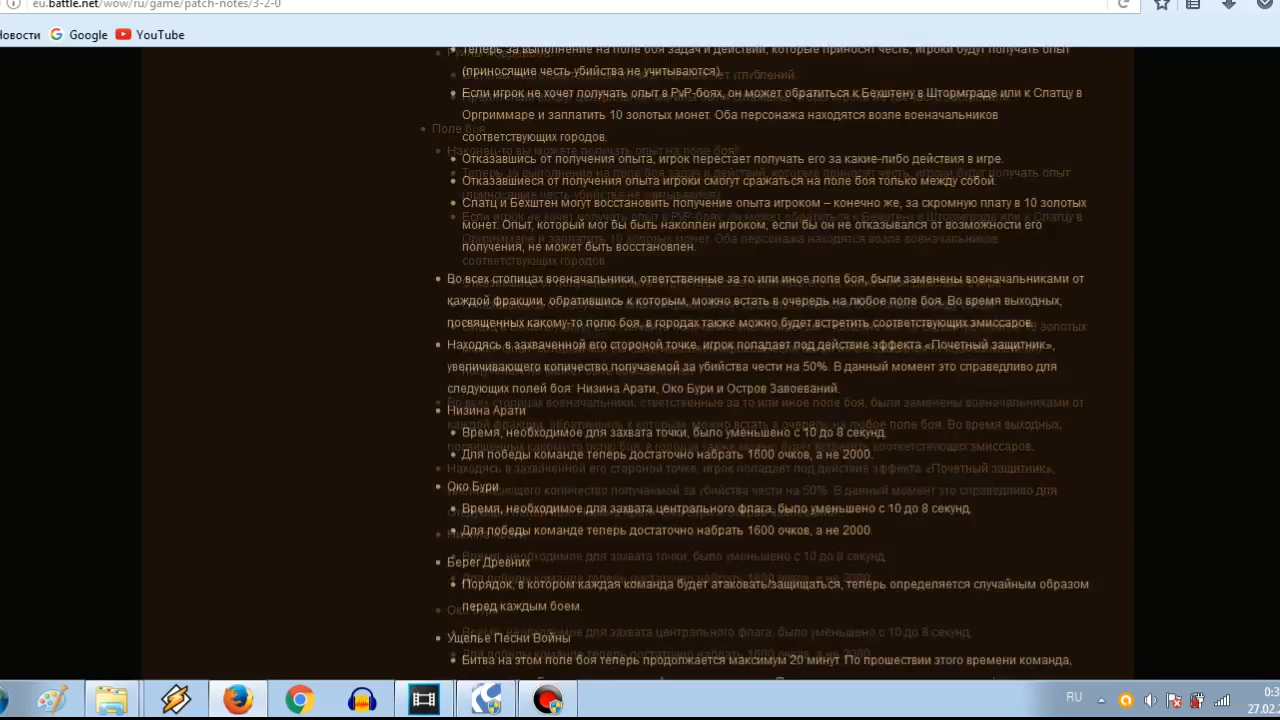 eu.battle.net/wow/ru/game/patch-notes/3-2-0
Новости Google YouTube
Теперь за выполнение на поле боя задач и действий, которые приносят честь, игроки будут получать опыт
(приносящие честь убийства не учитываются).
Если игрок не хочет получать опыт в PvP-боях, он может обратиться к Бехштену в Штормграде или к Слатцу в
Оргриммаре и заплатить 10 золотых монет. Оба персонажа находятся возле военачальников
соответствующих городов.
Отказавшись от получения опыта, игрок перестает получать его за какие-либо действия в игре.
Отказавшиеся от получения опыта игроки смогут сражаться на поле боя только между собой.
Слатц и Бехштен могут восстановить получение опыта игроком – конечно же, за скромную плату в 10 золотых
монет. Опыт, который мог бы быть накоплен игроком, если бы он не отказывался от возможности его
получения, не может быть восстановлен.
Во всех столицах военачальники, ответственные за то или иное поле боя, были заменены военачальниками от
каждой фракции, обратившись к которым, можно встать в очередь на любое поле боя. Во время выходных,
посвященных какому-то полю боя, в городах также можно будет встретить соответствующих эмиссаров.
Находясь в захваченной его стороной точке, игрок попадает под действие эффекта «Почетный защитник»,
увеличивающего количество получаемой за убийства чести на 50%. В данный момент это справедливо для
следующих полей боя: Низина Арати, Око Бури и Остров Завоеваний.
Низина Арати
Время, необходимое для захвата точки, было уменьшено с 10 до 8 секунд.
Для победы команде теперь достаточно набрать 1600 очков, а не 2000.
Око Бури
Время, необходимое для захвата центрального флага, было уменьшено с 10 до 8 секунд.
Для победы команде теперь достаточно набрать 1600 очков, а не 2000.
Берег Древних
Порядок, в котором каждая команда будет атаковать/защищаться, теперь определяется случайным образом
перед каждым боем.
Ущелье Песни Войны
Битва на этом поле боя теперь продолжается максимум 20 минут. По прошествии этого времени команда,
RU
0:3
27.02.2